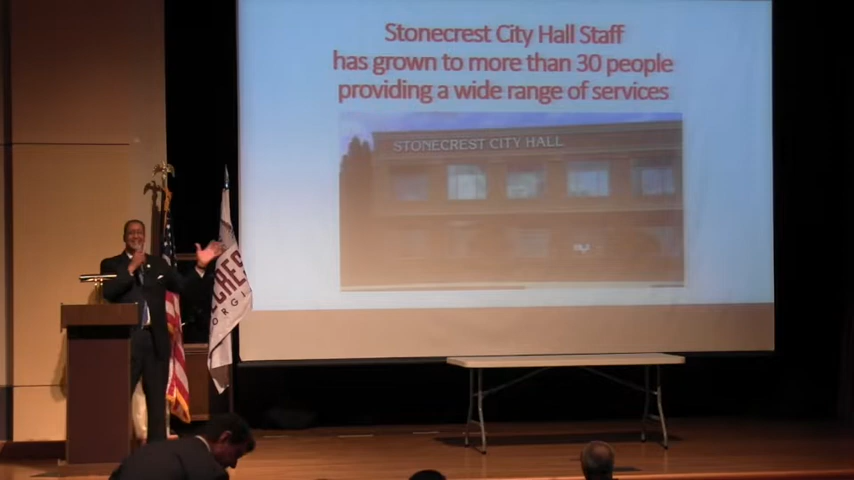 Stonecrest City Hall Staff
has grown to more than 30 people
providing a wide range of services
STONECREST CITY HALL